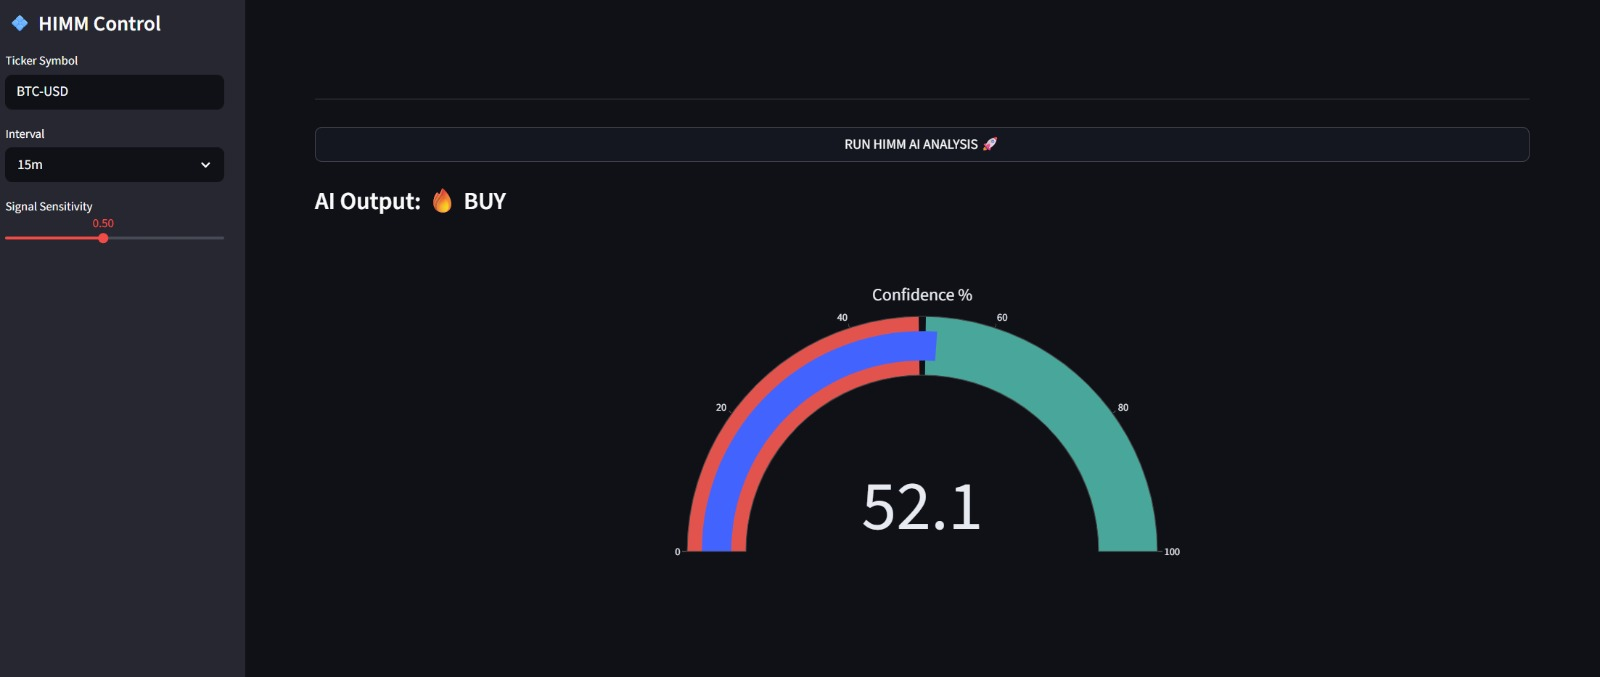 HIMM Control
Ticker Symbol
BTC-USD
Interval
15m
Signal Sensitivity
0.50
RUN HIMM AI ANALYSIS 🚀
AI Output: 🔥 BUY
Confidence %
0
20
40
60
80
100
52.1